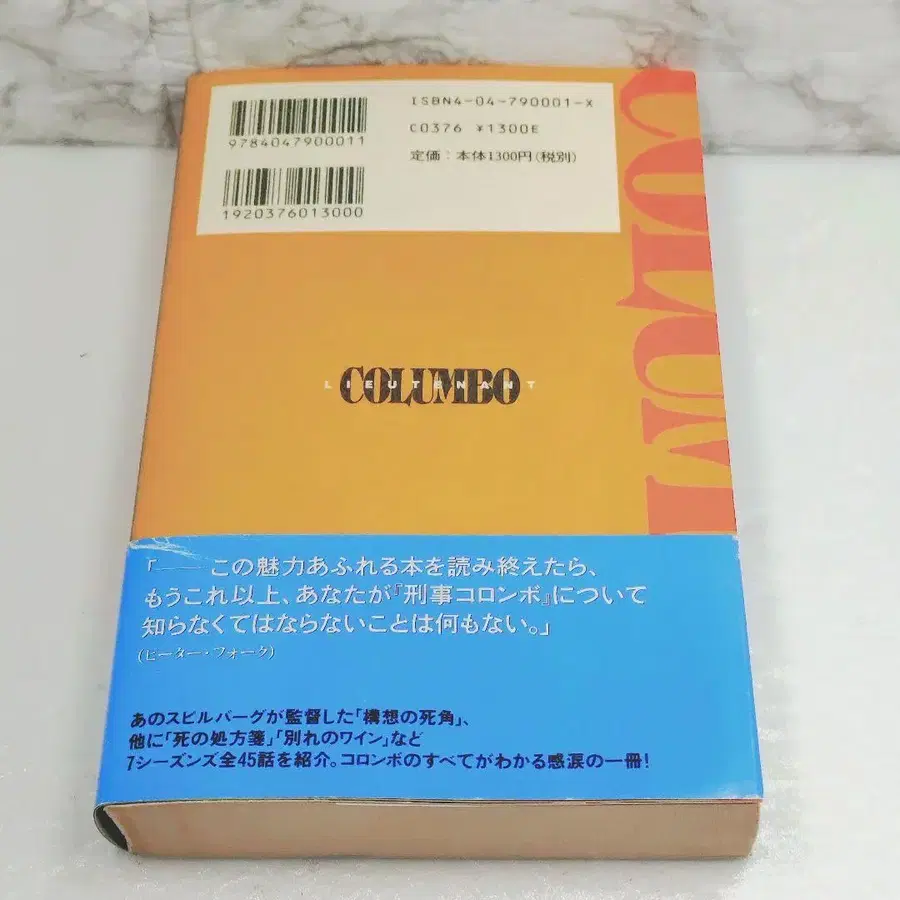 ISBN4-04-790001-X
C0376 ¥1300E
定価：本体1300円（税別）
9784047900011
1920376013000
COLUM
LIEUTENANT
COLUMBO
「――この魅力あふれる本を読み終えたら、
もうこれ以上、あなたが『刑事コロンボ』について
知らなくてはならないことは何もない。」
（ピーター・フォーク）
あのスピルバーグが監督した「構想の死角」、
他に「死の処方箋」「別れのワイン」など
7シーズンズ全45話を紹介。コロンボのすべてがわかる感涙の一冊！